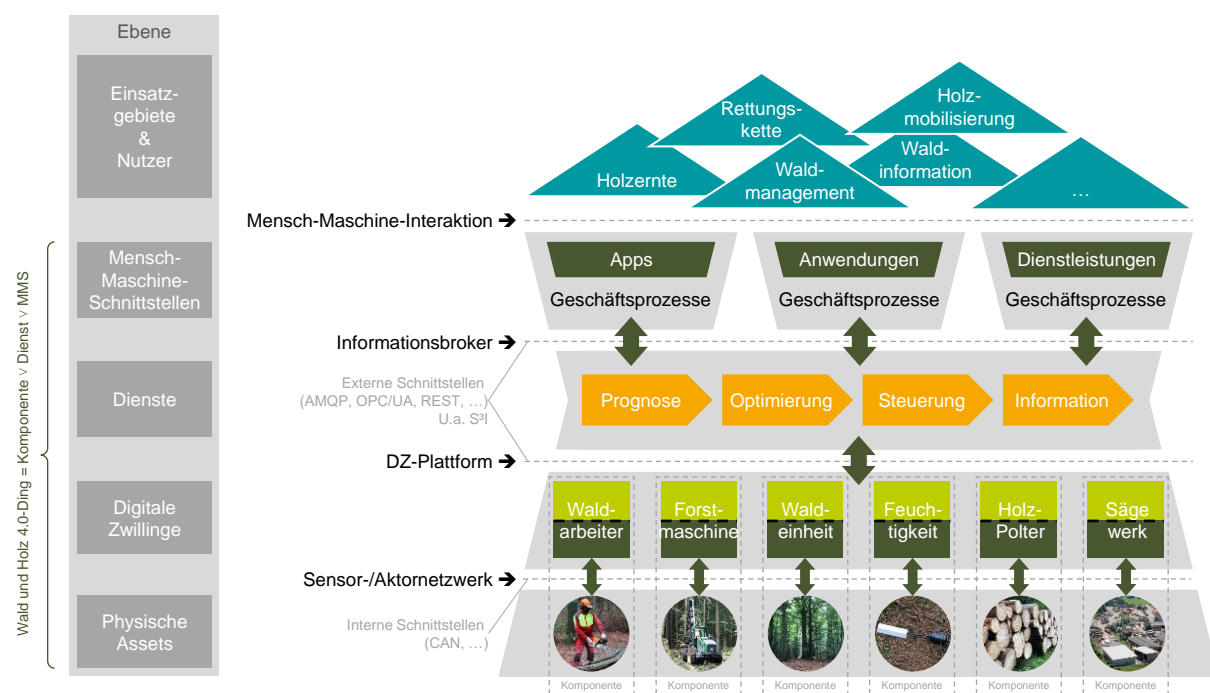 Ebene
Einsatz-
gebiete
&
Nutzer
Mensch-
Maschine-
Schnittstellen
Dienste
Digitale
Zwillinge
Physische
Assets
Wald und Holz 4.0-Ding = Komponente ∨ Dienst ∨ MMS
Holzernte
Rettungs-
kette
Wald-
management
Wald-
information
Holz-
mobilisierung
…
Mensch-Maschine-Interaktion ➔
Apps
Geschäftsprozesse
Anwendungen
Geschäftsprozesse
Dienstleistungen
Geschäftsprozesse
Informationsbroker ➔
Externe Schnittstellen
(AMQP, OPC/UA, REST, …)
U.a. S³I
Prognose
Optimierung
Steuerung
Information
DZ-Plattform ➔
Wald-
arbeiter
Forst-
maschine
Wald-
einheit
Feuch-
tigkeit
Holz-
Polter
Säge
werk
Sensor-/Aktornetzwerk ➔
Interne Schnittstellen
(CAN, …)
Komponente
Komponente
Komponente
Komponente
Komponente
Komponente